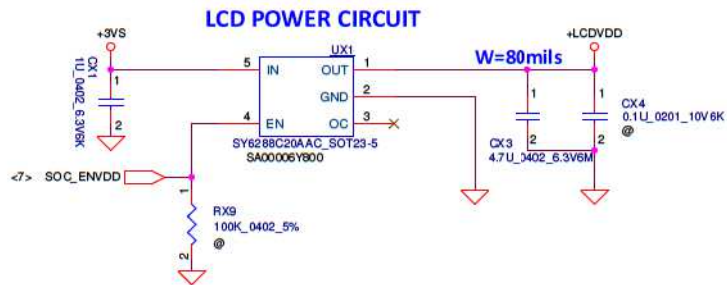 LCD POWER CIRCUIT
+3VS
+LCDVDD
UX1
CX1
1U_0402_6.3V6K
1
2
5
IN
OUT
1
W=80mils
GND
2
4
EN
OC
3
SY6288C20AAC_SOT23-5
SA00006Y800
1
2
CX3
4.7U_0402_6.3V6M
1
2
CX4
0.1U_0201_10V6K
@
<7>
SOC_ENVDD
1
2
RX9
100K_0402_5%
@